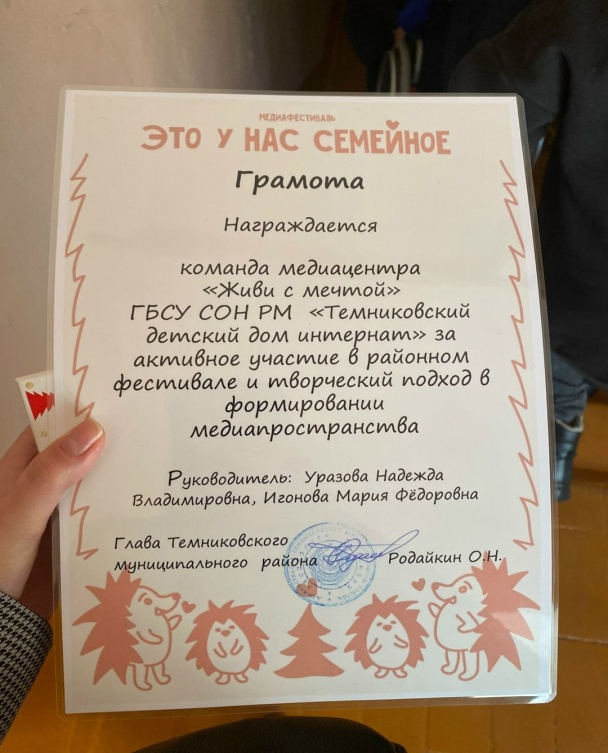 МЕДИАФЕСТИВАЛЬ
ЭТО У НАС СЕМЕЙНОЕ
Грамота
Награждается
команда медиацентра
«Живи с мечтой»
ГБСУ СОН РМ «Темниковский
детский дом интернат» за
активное участие в районном
фестивале и творческий подход в
формировании
медиапространства
Руководитель: Уразова Надежда
Владимировна, Игонова Мария Фёдоровна
Глава Темниковского
муниципального района Родайкин О.Н.